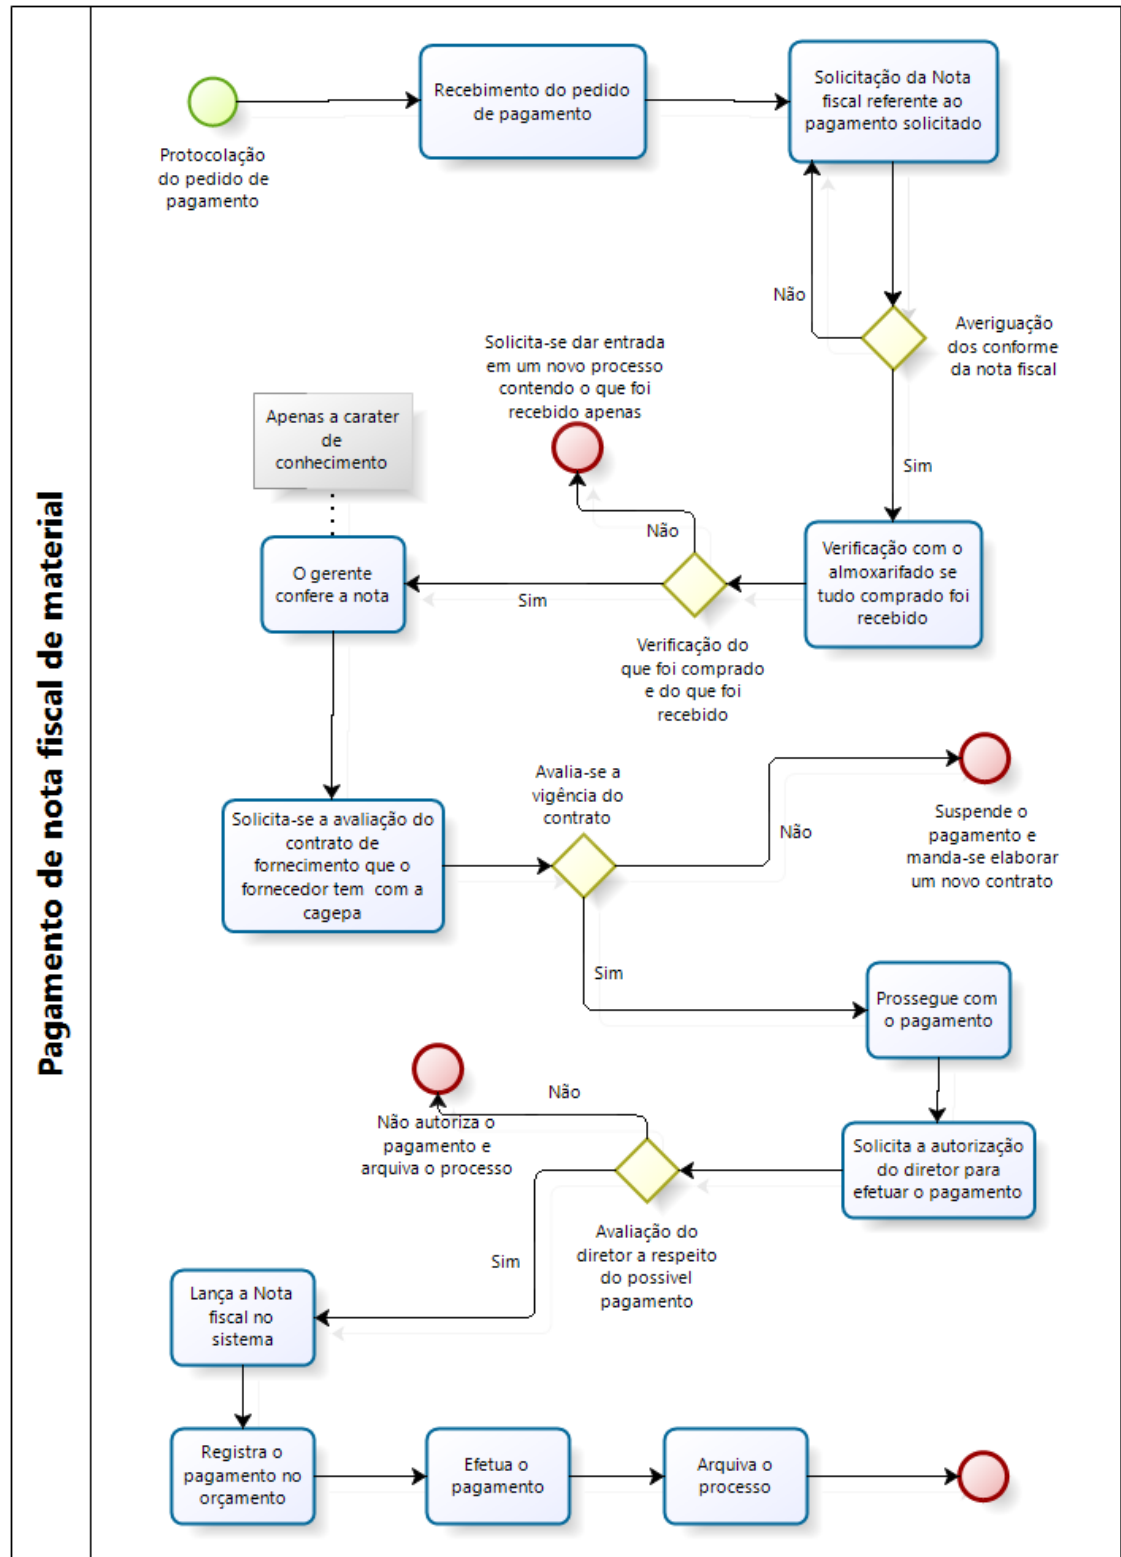 Pagamento de nota fiscal de material
Protocolação
do pedido de
pagamento
Recebimento do pedido
de pagamento
Solicitação da Nota
fiscal referente ao
pagamento solicitado
Não
Averiguação
dos conforme
da nota fiscal
Sim
Solicita-se dar entrada
em um novo processo
contendo o que foi
recebido apenas
Apenas a carater
de
conhecimento
Não
Verificação com o
almoxarifado se
tudo comprado foi
recebido
O gerente
confere a nota
Sim
Verificação do
que foi comprado
e do que foi
recebido
Avalia-se a
vigência do
contrato
Solicita-se a avaliação do
contrato de
fornecimento que o
fornecedor tem com a
cagepa
Não
Suspende o
pagamento e
manda-se elaborar
um novo contrato
Sim
Prossegue com
o pagamento
Não
Não autoriza o
pagamento e
arquiva o processo
Solicita a autorização
do diretor para
efetuar o pagamento
Avaliação do
diretor a respeito
do possivel
pagamento
Sim
Lança a Nota
fiscal no
sistema
Registra o
pagamento no
orçamento
Efetua o
pagamento
Arquiva o
processo